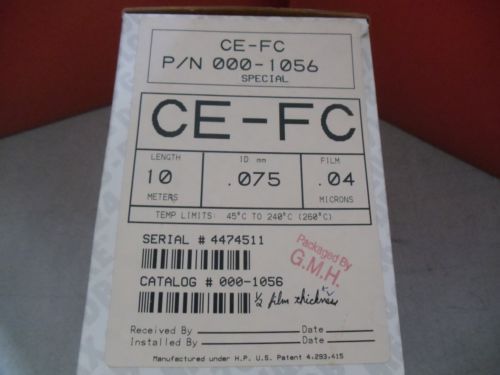 CE-FC
P/N 000-1056
SPECIAL
CE-FC
LENGTH ID mm FILM
10 .075 .04
METERS MICRONS
TEMP LIMITS: 45°C TO 240°C (260°C)
SERIAL # 4474511
Packaged By
G.M.H.
CATALOG # 000-1056
1/2 film thickness
Received By Date
Installed By Date
Manufactured under H.P. U.S. Patent 4,293,415